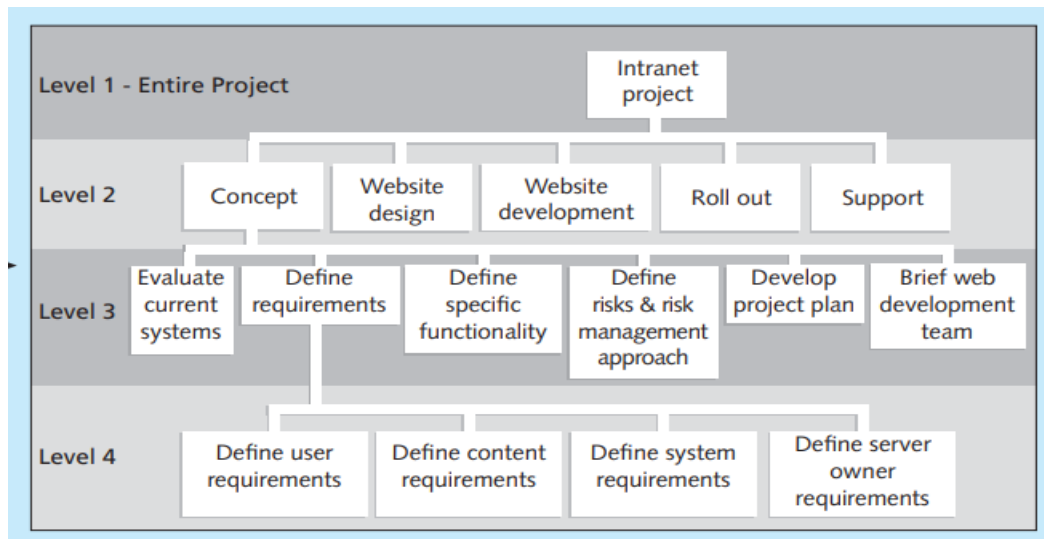 Level 1 - Entire Project
Intranet
project
Level 2
Concept
Website
design
Website
development
Roll out
Support
Level 3
Evaluate
current
systems
Define
requirements
Define
specific
functionality
Define
risks & risk
management
approach
Develop
project plan
Brief web
development
team
Level 4
Define user
requirements
Define content
requirements
Define system
requirements
Define server
owner
requirements